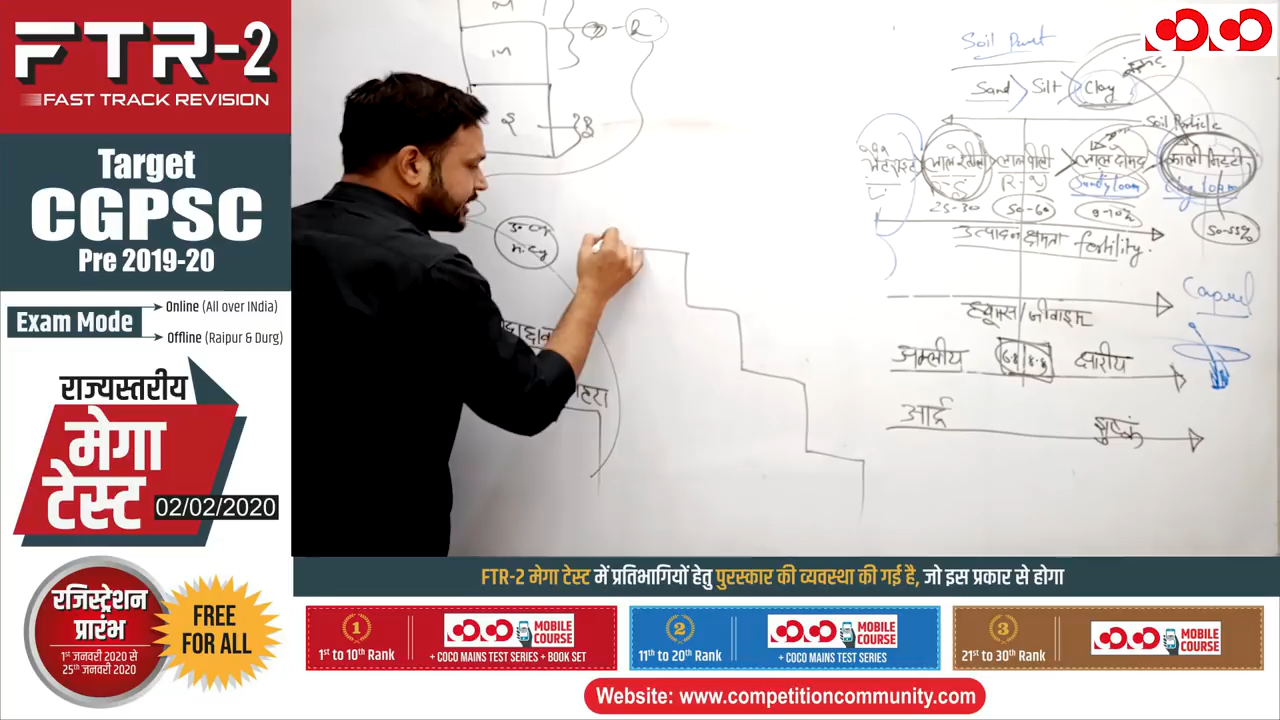 FTR-2
FAST TRACK REVISION
Target
CGPSC
Pre 2019-20
Exam Mode
Online (All over INdia)
Offline (Raipur & Durg)
राज्यस्तरीय
मेगा
टेस्ट
02/02/2020
रजिस्ट्रेशन
प्रारंभ
1st जनवरी 2020 से
25st जनवरी 2020
FREE
FOR ALL
Soil
Sand > Silt > Clay
Soil Particle
लाल रेतीली
लाल पीली
लाल दोमट
काली मिट्टी
R-S
R-Y
Sandy loam
Clay loam
25-30
50-60
50-55%
उत्पादन क्षमता fertility.
ह्यूमस/जीवाश्म
अम्लीय
क्षारीय
आर्द्र
शुष्क
FTR-2 मेगा टेस्ट में प्रतिभागियों हेतु पुरस्कार की व्यवस्था की गई है, जो इस प्रकार से होगा
1
1st to 10th Rank
COCO MOBILE COURSE
+ COCO MAINS TEST SERIES + BOOK SET
2
11th to 20th Rank
COCO MOBILE COURSE
+ COCO MAINS TEST SERIES
3
21st to 30th Rank
COCO MOBILE COURSE
Website: www.competitioncommunity.com